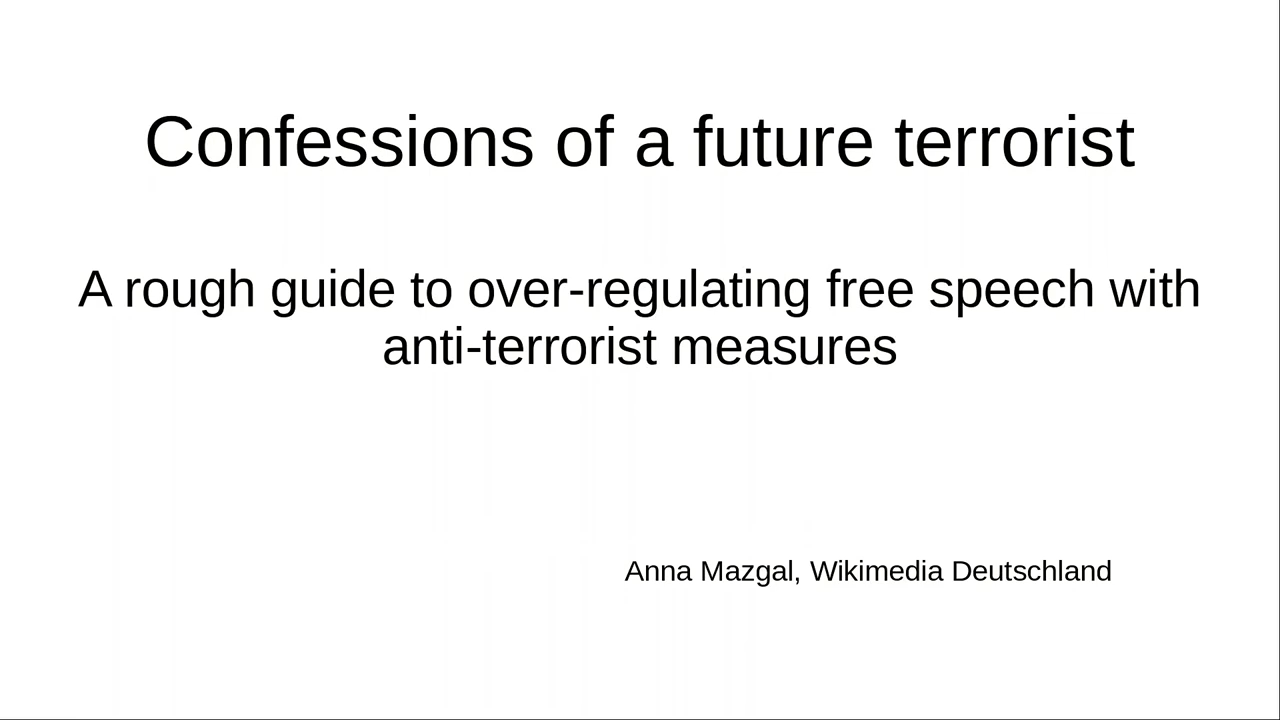 Confessions of a future terrorist
A rough guide to over-regulating free speech with
anti-terrorist measures
Anna Mazgal, Wikimedia Deutschland